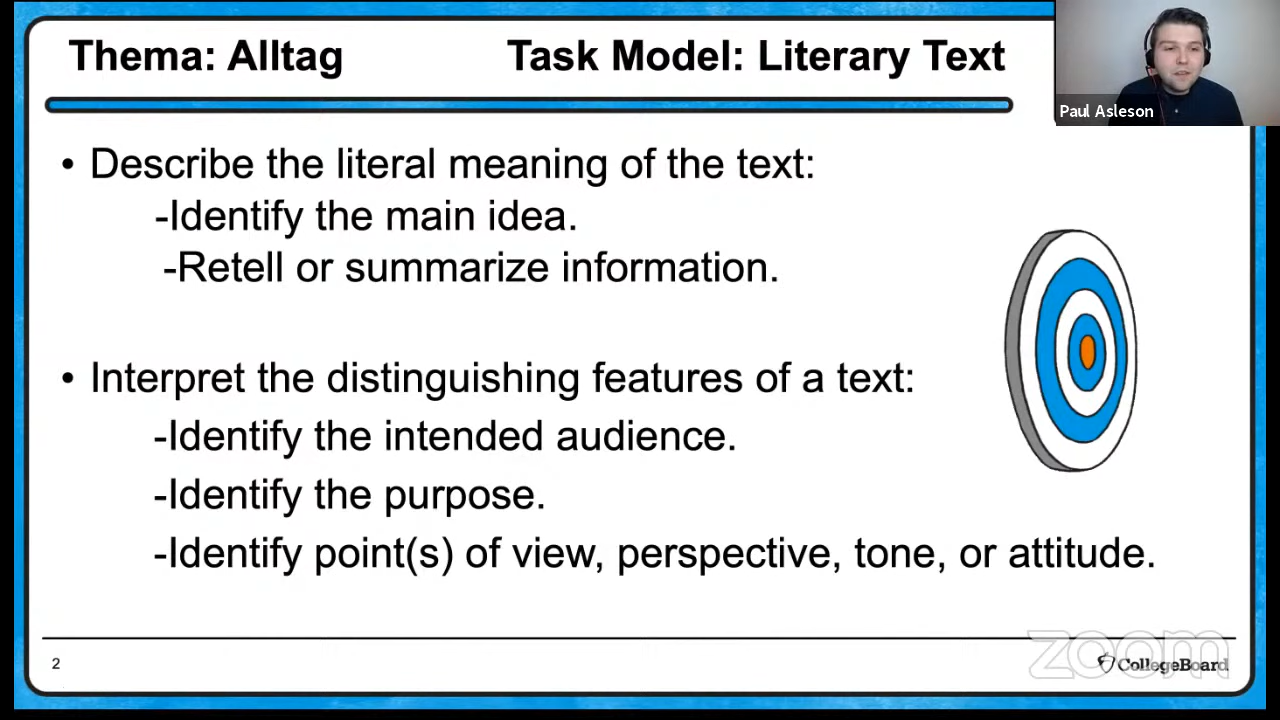 Thema: Alltag Task Model: Literary Text
Paul Asleson
• Describe the literal meaning of the text:
-Identify the main idea.
-Retell or summarize information.
• Interpret the distinguishing features of a text:
-Identify the intended audience.
-Identify the purpose.
-Identify point(s) of view, perspective, tone, or attitude.
zoom
2
CollegeBoard